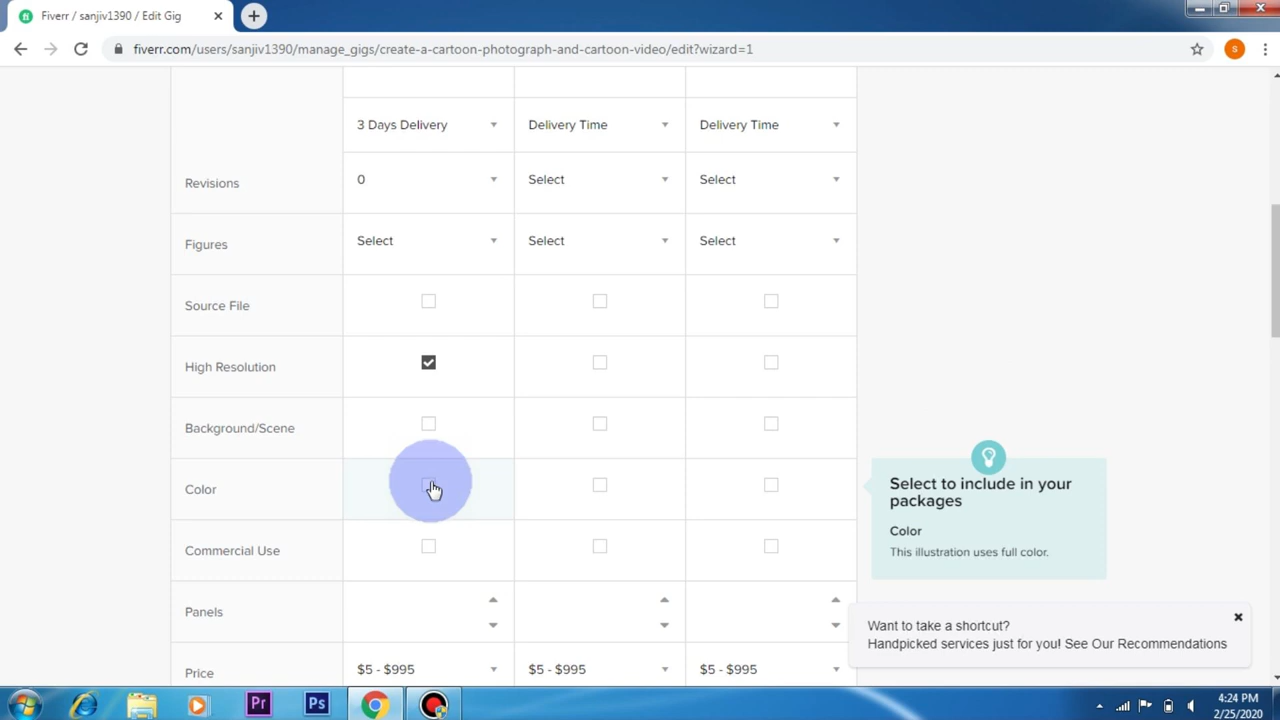 Fiverr / sanjiv1390 / Edit Gig
fiverr.com/users/sanjiv1390/manage_gigs/create-a-cartoon-photograph-and-cartoon-video/edit?wizard=1
S
3 Days Delivery Delivery Time Delivery Time
Revisions 0 Select Select
Figures Select Select Select
Source File
High Resolution
Background/Scene
Color
Select to include in your
packages
Color
This illustration uses full color.
Commercial Use
Panels
Want to take a shortcut?
Handpicked services just for you! See Our Recommendations
Price $5 - $995 $5 - $995 $5 - $995
Pr Ps
4:24 PM
2/25/2020